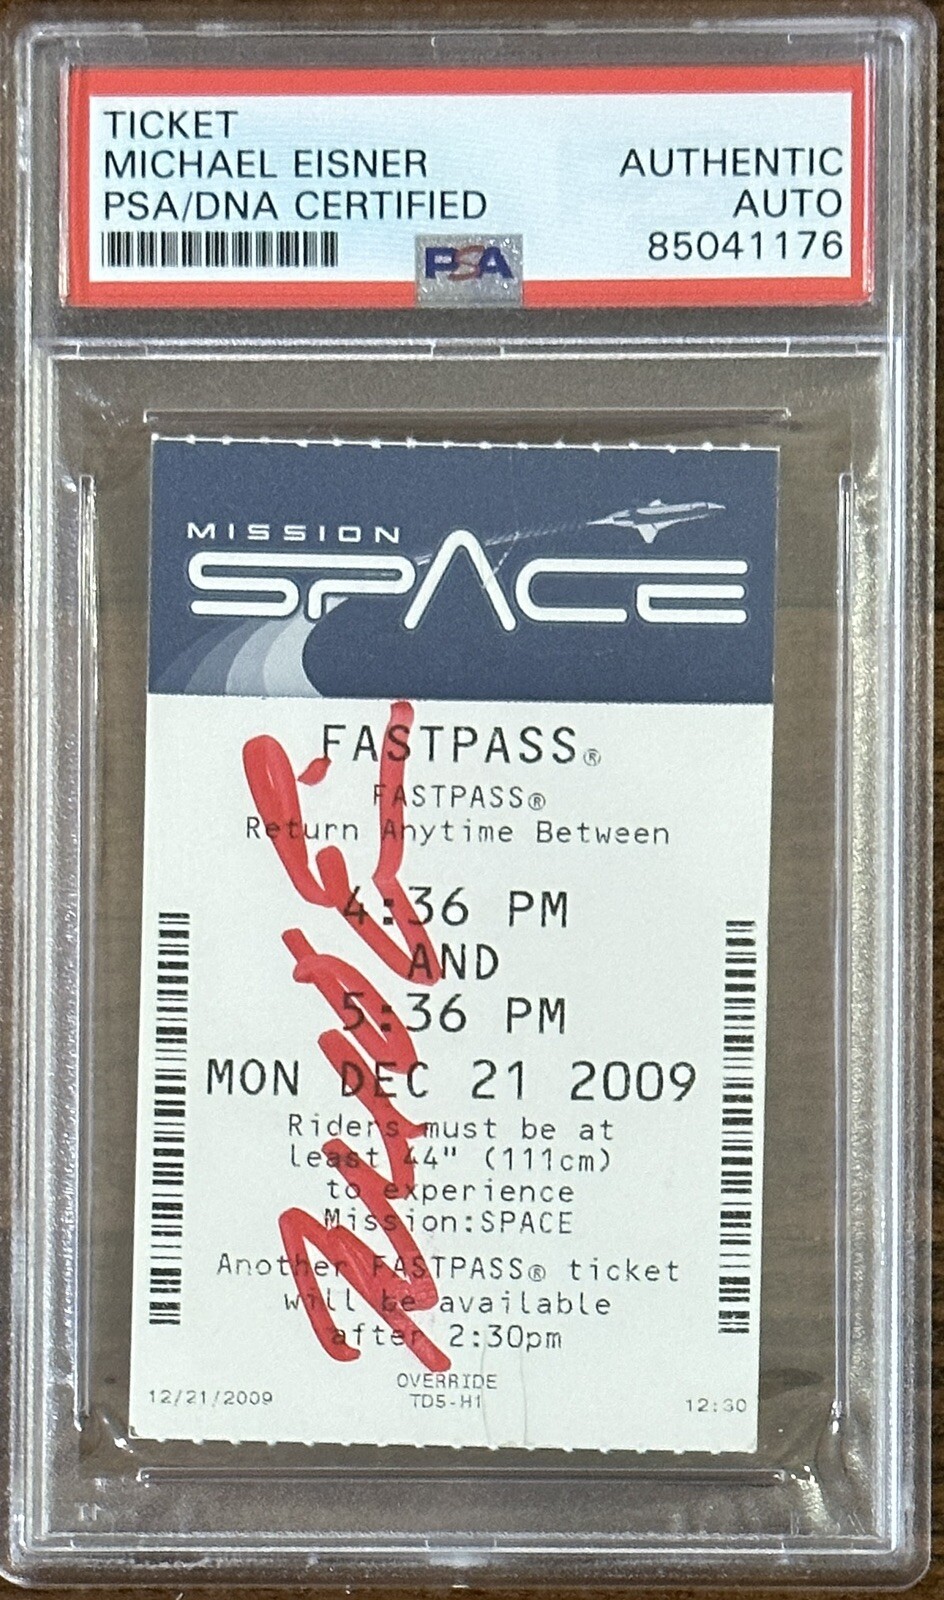 TICKET
MICHAEL EISNER
PSA/DNA CERTIFIED
AUTHENTIC
AUTO
85041176
PSA
MISSION
SPACE
FASTPASS®
FASTPASS®
Return Anytime Between
4:36 PM
AND
5:36 PM
MON DEC 21 2009
Riders must be at
least 44" (111cm)
to experience
Mission:SPACE
Another FASTPASS® ticket
will be available
after 2:30pm
OVERRIDE
12/21/2009 TDS-H1 12:30